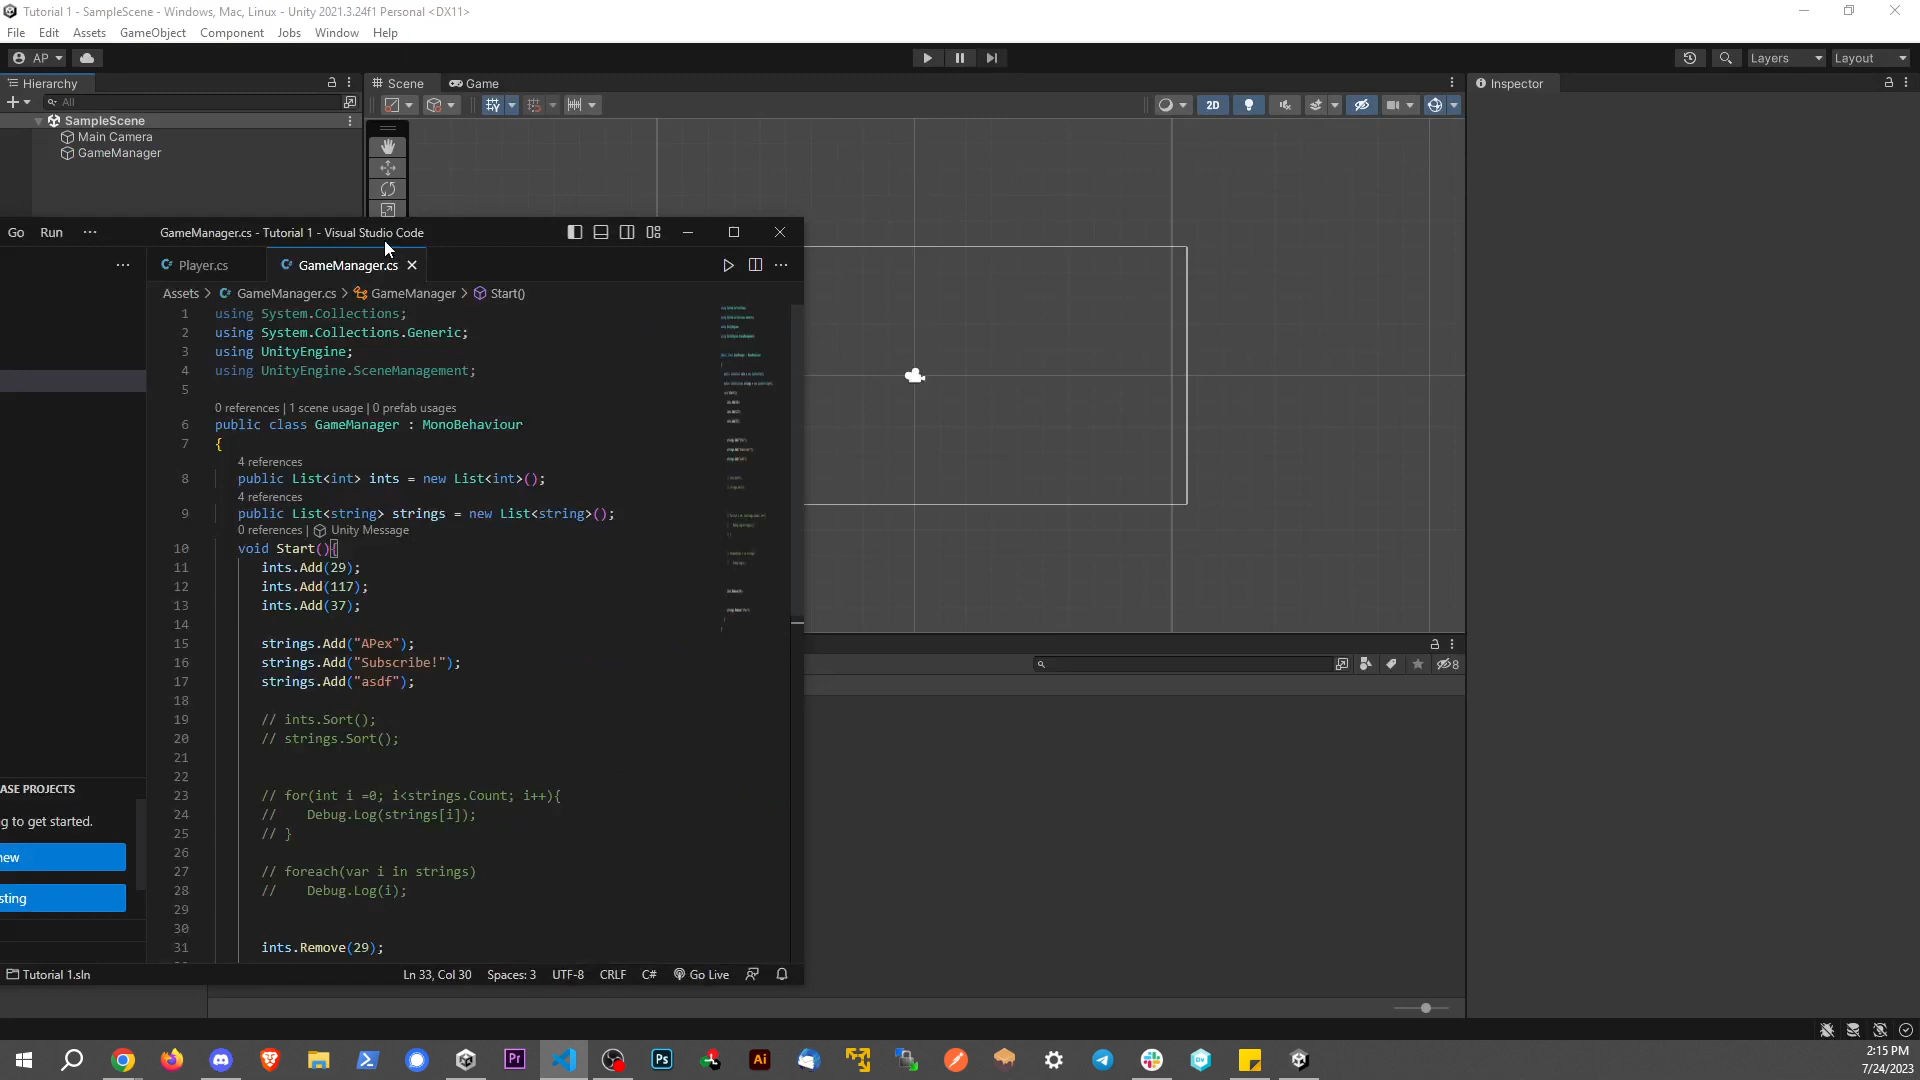 Tutorial 1 - SampleScene - Windows, Mac, Linux - Unity 2021.3.24f1 Personal <DX11>
File Edit Assets GameObject Component Jobs Window Help
AP Layers Layout
Hierarchy Scene Game Inspector
All 2D
SampleScene
Main Camera
GameManager
Go Run ··· GameManager.cs - Tutorial 1 - Visual Studio Code
Player.cs GameManager.cs
Assets > GameManager.cs > GameManager > Start()
1 using System.Collections;
2 using System.Collections.Generic;
3 using UnityEngine;
4 using UnityEngine.SceneManagement;
5
0 references | 1 scene usage | 0 prefab usages
6 public class GameManager : MonoBehaviour
7 {
4 references
8 public List<int> ints = new List<int>();
4 references
9 public List<string> strings = new List<string>();
0 references | Unity Message
10 void Start(){
11 ints.Add(29);
12 ints.Add(117);
13 ints.Add(37);
14
15 strings.Add("APex");
16 strings.Add("Subscribe!");
17 strings.Add("asdf");
18
19 // ints.Sort();
20 // strings.Sort();
21
22
23 // for(int i =0; i<strings.Count; i++){
24 // Debug.Log(strings[i]);
25 // }
26
27 // foreach(var i in strings)
28 // Debug.Log(i);
29
30
31 ints.Remove(29);
ASE PROJECTS
g to get started.
new
sting
8
Tutorial 1.sln Ln 33, Col 30 Spaces: 3 UTF-8 CRLF C# Go Live
Pr Ps Ai
2:15 PM
7/24/2023